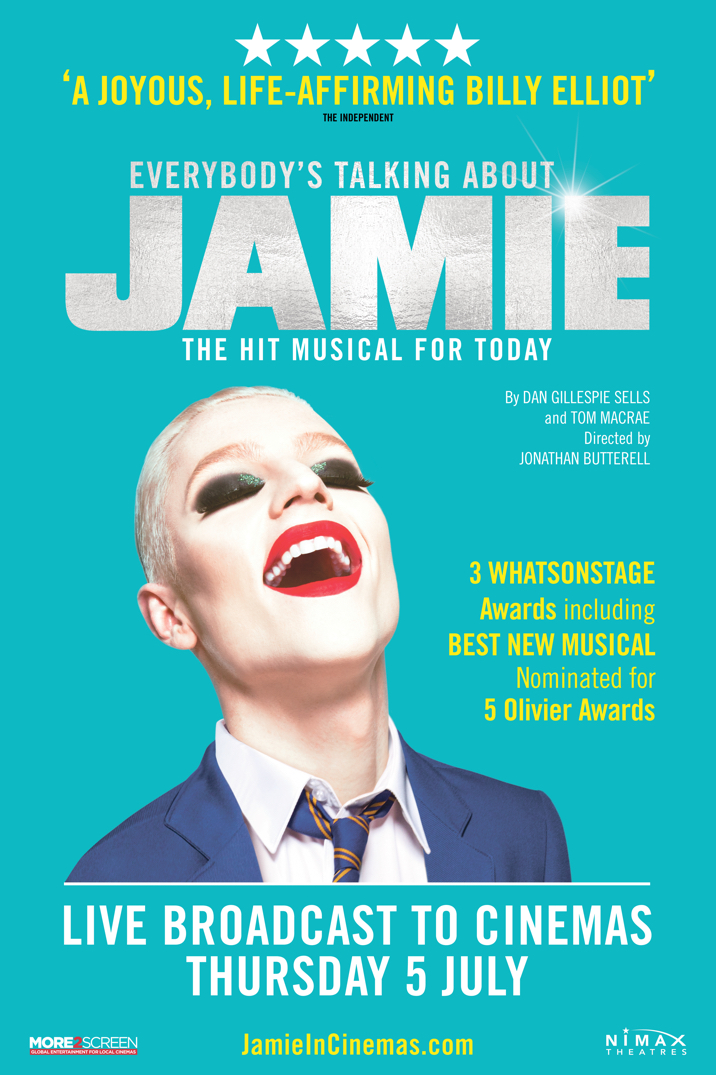 ‘A JOYOUS, LIFE-AFFIRMING BILLY ELLIOT’
THE INDEPENDENT
EVERYBODY’S TALKING ABOUT
JAMIE
THE HIT MUSICAL FOR TODAY
By DAN GILLESPIE SELLS
and TOM MACRAE
Directed by
JONATHAN BUTTERELL
3 WHATSONSTAGE
Awards including
BEST NEW MUSICAL
Nominated for
5 Olivier Awards
LIVE BROADCAST TO CINEMAS
THURSDAY 5 JULY
MORE2SCREEN
GLOBAL ENTERTAINMENT FOR LOCAL CINEMAS
JamieInCinemas.com
NIMAX
THEATRES